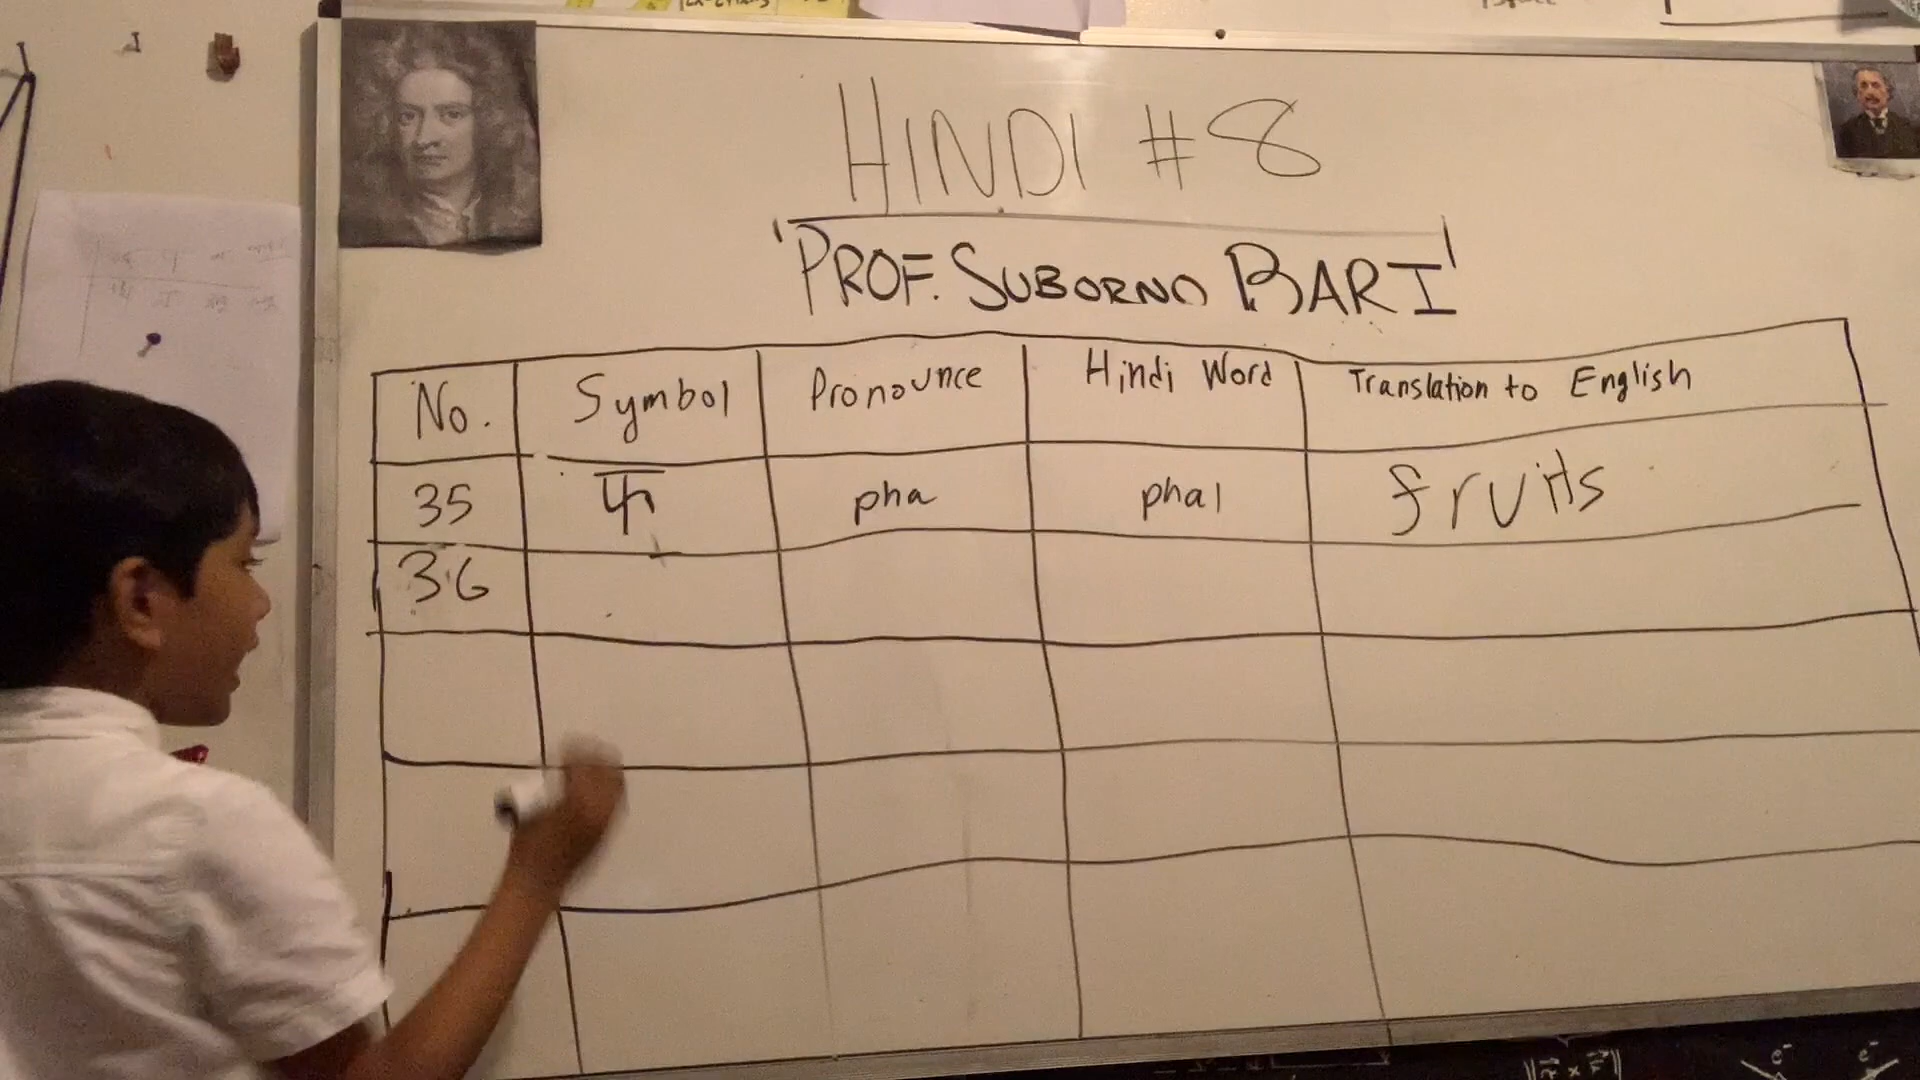 HINDI #8
'PROF. SUBORNO BARI'
No. Symbol Pronounce Hindi Word Translation to English
35 फ pha phal fruits
36
e⁻ e⁻